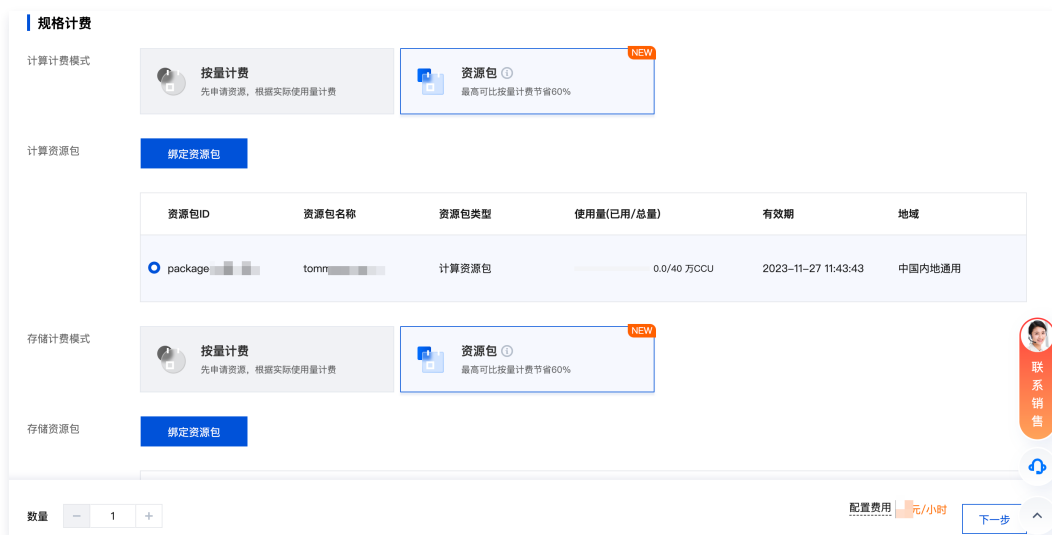 规格计费
计算计费模式
按量计费
先申请资源，根据实际使用量计费
NEW
资源包
最高可比按量计费节省60%
计算资源包
绑定资源包
资源包ID 资源包名称 资源包类型 使用量(已用/总量) 有效期 地域
package tomm 计算资源包 0.0/40 万CCU 2023-11-27 11:43:43 中国内地通用
存储计费模式
按量计费
先申请资源，根据实际使用量计费
NEW
资源包
最高可比按量计费节省60%
存储资源包
绑定资源包
联系销售
数量 － 1 ＋
配置费用 元/小时
下一步